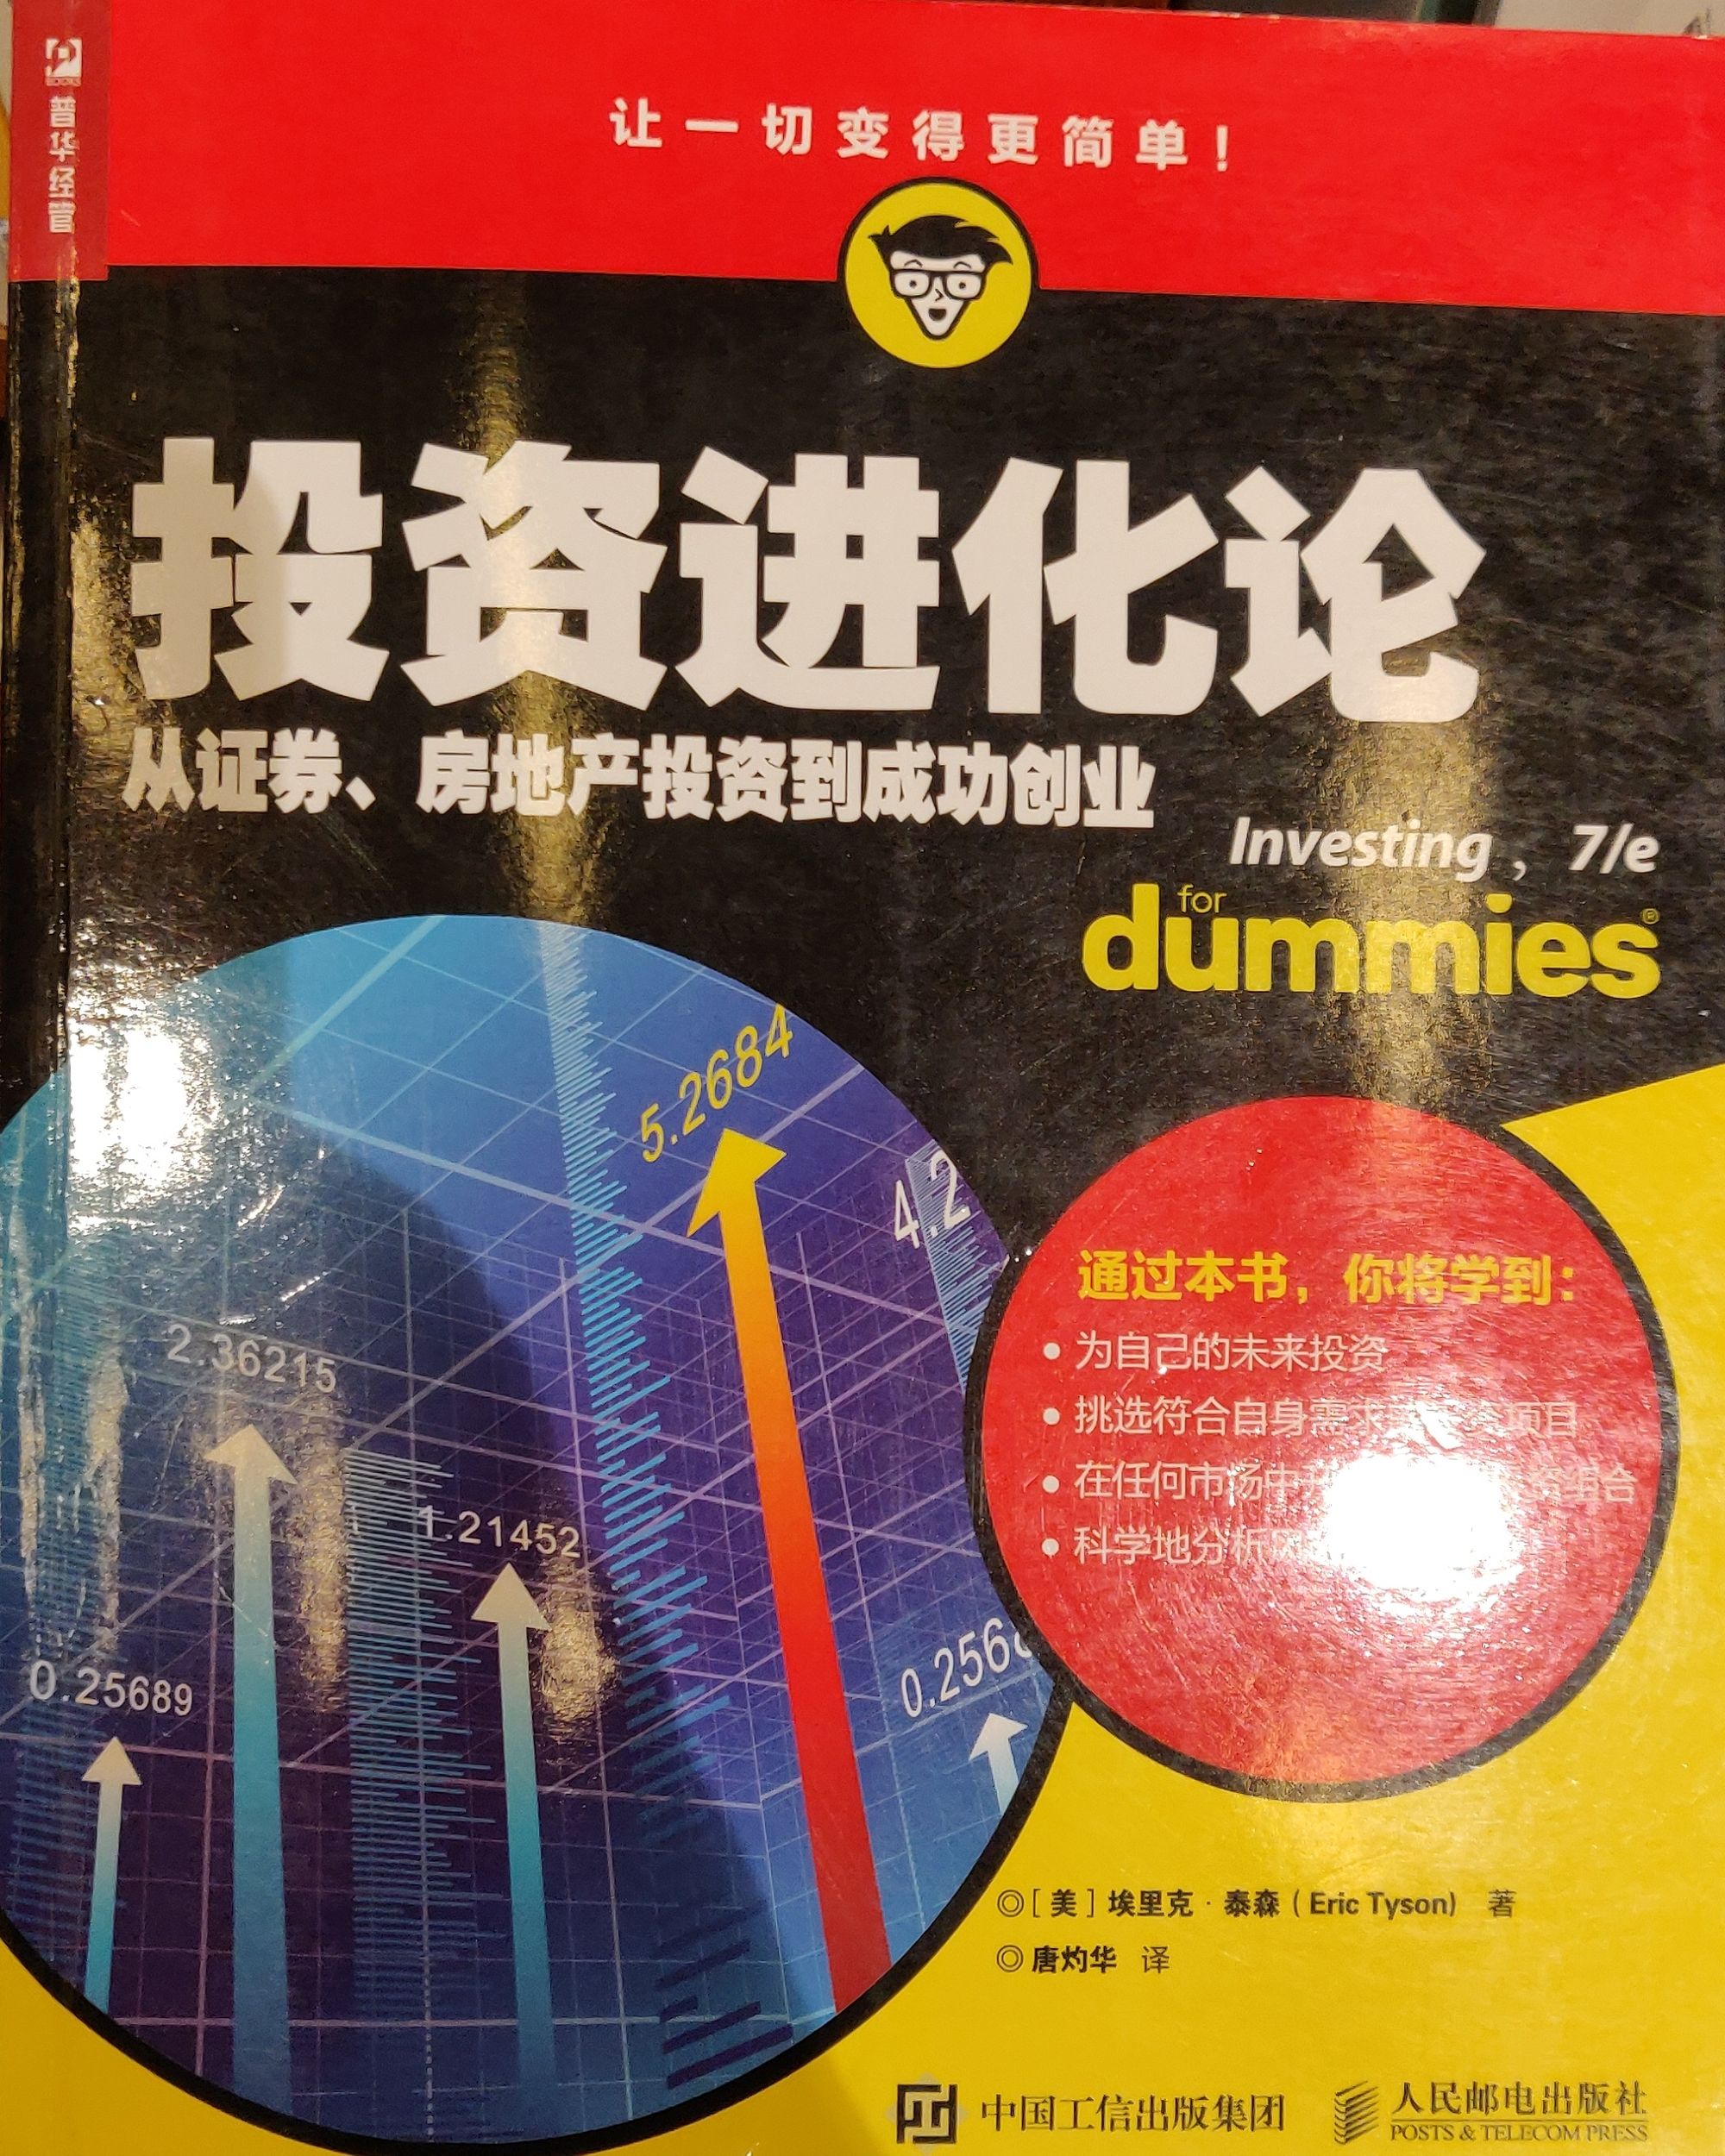 普华经管
让一切变得更简单！
投资进化论
从证券、房地产投资到成功创业
Investing，7/e
for
dummies®
5.2684
4.2
2.36215
1.21452
0.25689
0.256
通过本书，你将学到：
• 为自己的未来投资
• 挑选符合自身需求 项目
• 在任何市场中 组合
• 科学地分析
◎［美］埃里克·泰森（Eric Tyson） 著
◎唐灼华 译
中国工信出版集团
人民邮电出版社
POSTS & TELECOM PRESS